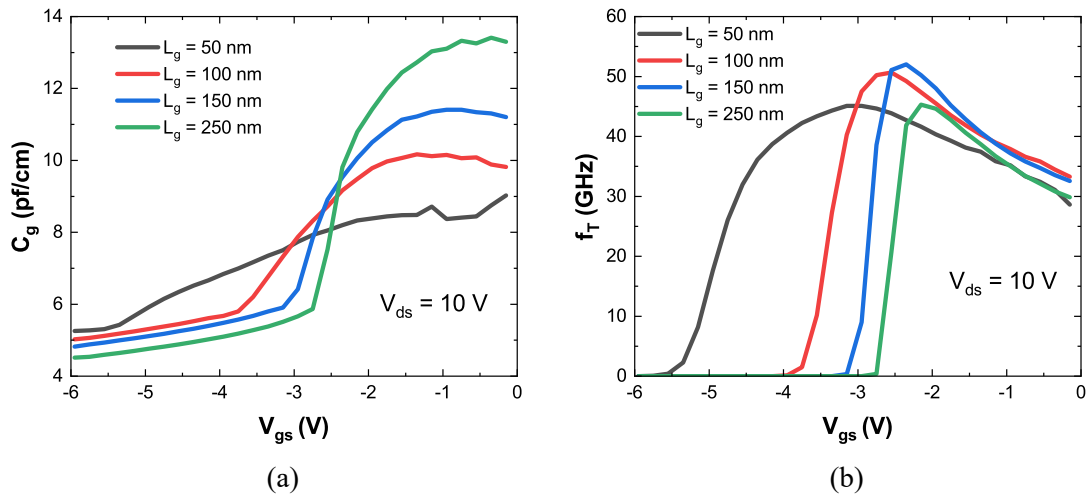 14
12
10
8
6
4
C_g (pf/cm)
L_g = 50 nm
L_g = 100 nm
L_g = 150 nm
L_g = 250 nm
V_ds = 10 V
-6 -5 -4 -3 -2 -1 0
V_gs (V)
(a)
60
50
40
30
20
10
0
f_T (GHz)
L_g = 50 nm
L_g = 100 nm
L_g = 150 nm
L_g = 250 nm
V_ds = 10 V
-6 -5 -4 -3 -2 -1 0
V_gs (V)
(b)